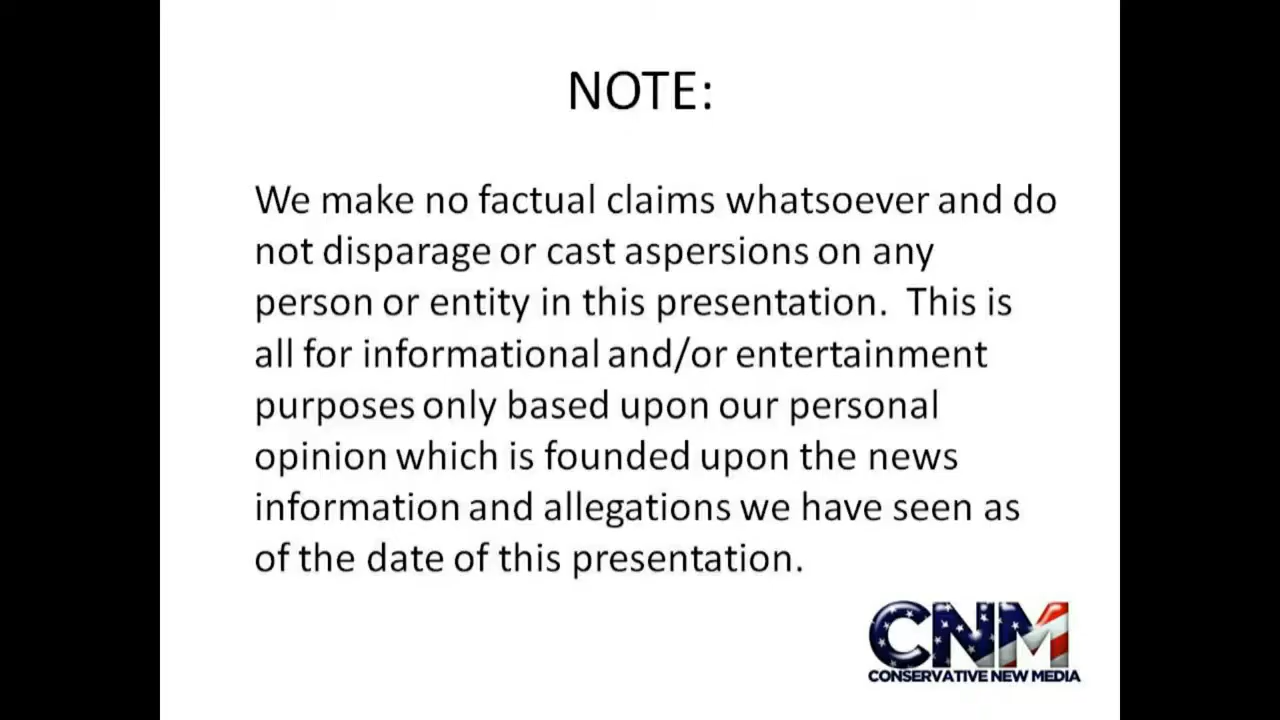 NOTE:
We make no factual claims whatsoever and do
not disparage or cast aspersions on any
person or entity in this presentation.  This is
all for informational and/or entertainment
purposes only based upon our personal
opinion which is founded upon the news
information and allegations we have seen as
of the date of this presentation.
CNM
CONSERVATIVE NEW MEDIA